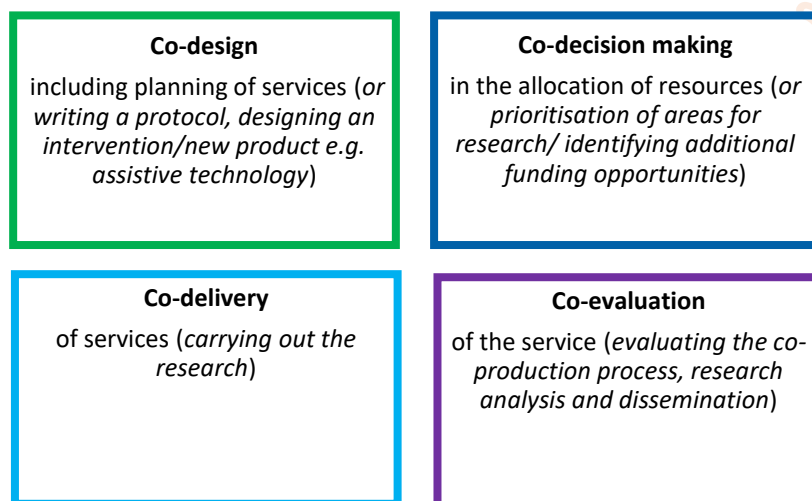 Co-design
including planning of services (or
writing a protocol, designing an
intervention/new product e.g.
assistive technology)
Co-decision making
in the allocation of resources (or
prioritisation of areas for
research/ identifying additional
funding opportunities)
Co-delivery
of services (carrying out the
research)
Co-evaluation
of the service (evaluating the co-
production process, research
analysis and dissemination)